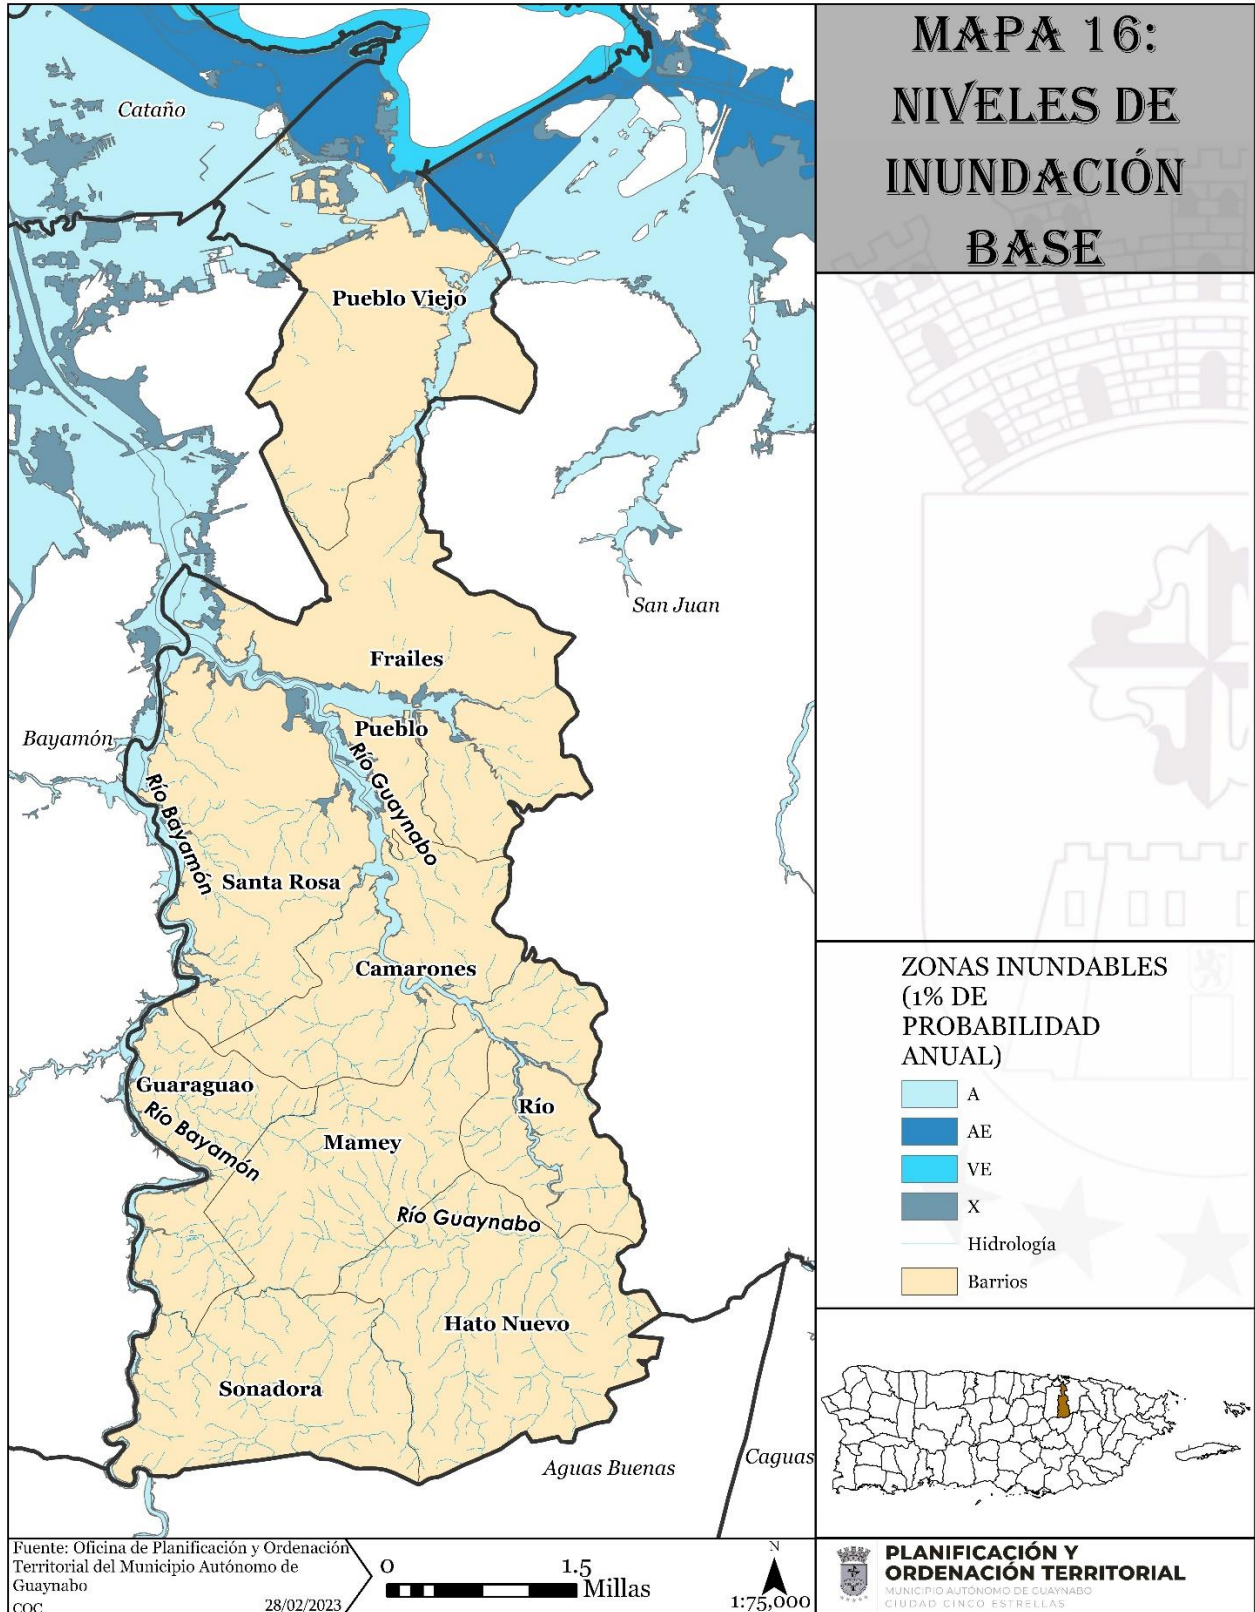 MAPA 16:
NIVELES DE
INUNDACIÓN
BASE
Cataño
Pueblo Viejo
San Juan
Frailes
Pueblo
Bayamón
Río Guaynabo
Río Bayamón
Santa Rosa
Camarones
Guaraguao
Río
Río Bayamón
Mamey
Río Guaynabo
Hato Nuevo
Sonadora
Aguas Buenas
Caguas
ZONAS INUNDABLES
(1% DE
PROBABILIDAD
ANUAL)
A
AE
VE
X
Hidrología
Barrios
Fuente: Oficina de Planificación y Ordenación
Territorial del Municipio Autónomo de
Guaynabo
COC 28/02/2023
0 1.5
Millas
N
1:75,000
PLANIFICACIÓN Y
ORDENACIÓN TERRITORIAL
MUNICIPIO AUTÓNOMO DE GUAYNABO
CIUDAD CINCO ESTRELLAS